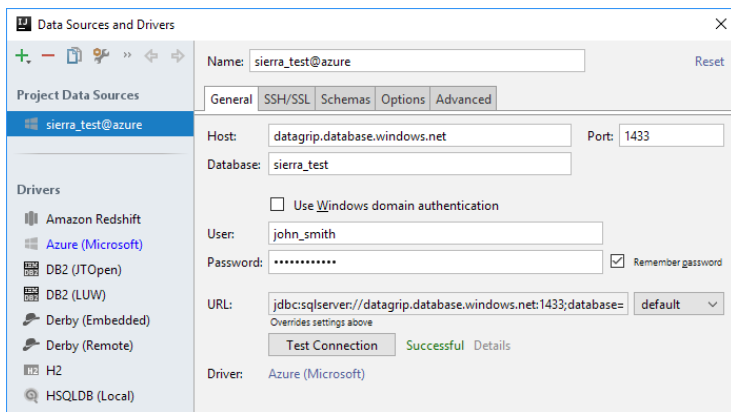 Data Sources and Drivers
Name: sierra_test@azure Reset
Project Data Sources
General SSH/SSL Schemas Options Advanced
sierra_test@azure
Host: datagrip.database.windows.net Port: 1433
Database: sierra_test
Drivers
Use Windows domain authentication
Amazon Redshift
User: john_smith
Azure (Microsoft)
Password: •••••••••••• Remember password
DB2 (JTOpen)
DB2 (LUW)
URL: jdbc:sqlserver://datagrip.database.windows.net:1433;database= default
Overrides settings above
Derby (Embedded)
Test Connection Successful Details
Derby (Remote)
H2
Driver: Azure (Microsoft)
HSQLDB (Local)